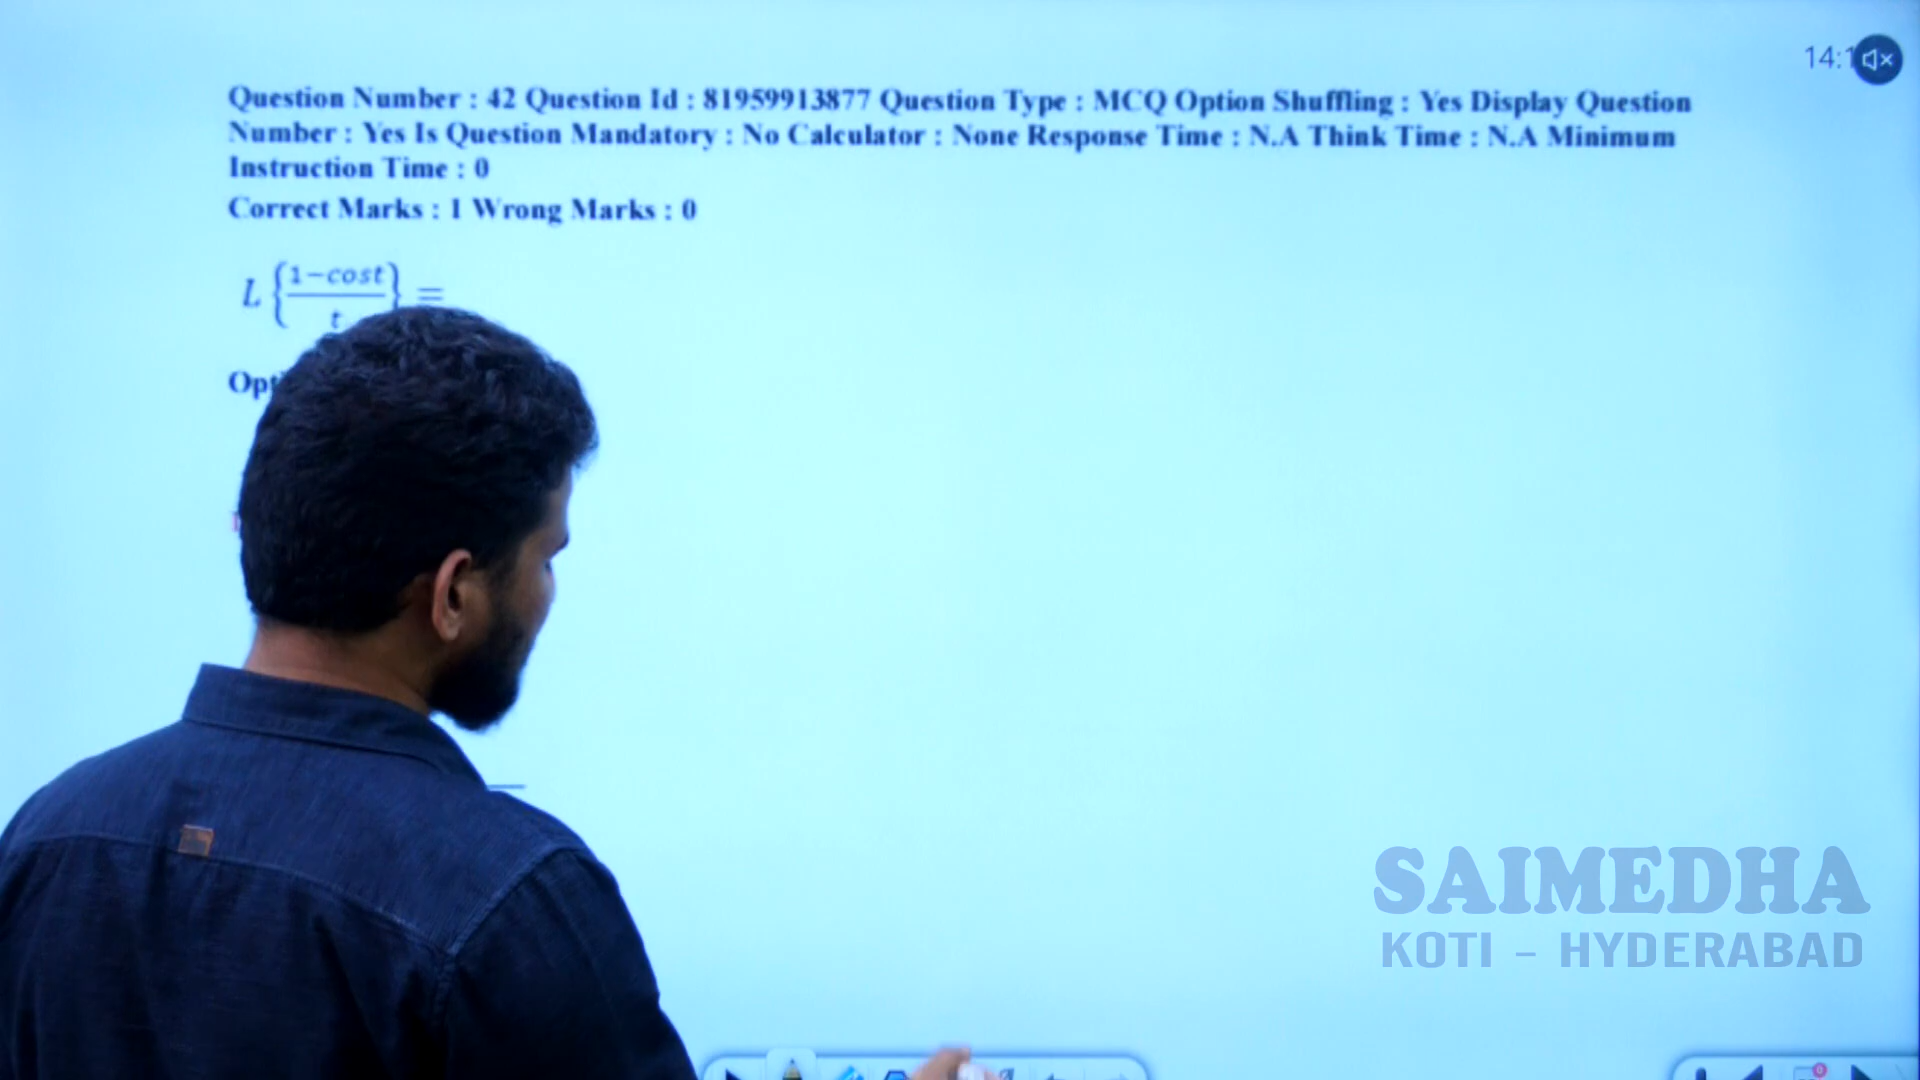 14:1
Question Number : 42 Question Id : 81959913877 Question Type : MCQ Option Shuffling : Yes Display Question
Number : Yes Is Question Mandatory : No Calculator : None Response Time : N.A Think Time : N.A Minimum
Instruction Time : 0
Correct Marks : 1 Wrong Marks : 0
L {(1−cost)/t} =
SAIMEDHA
KOTI – HYDERABAD